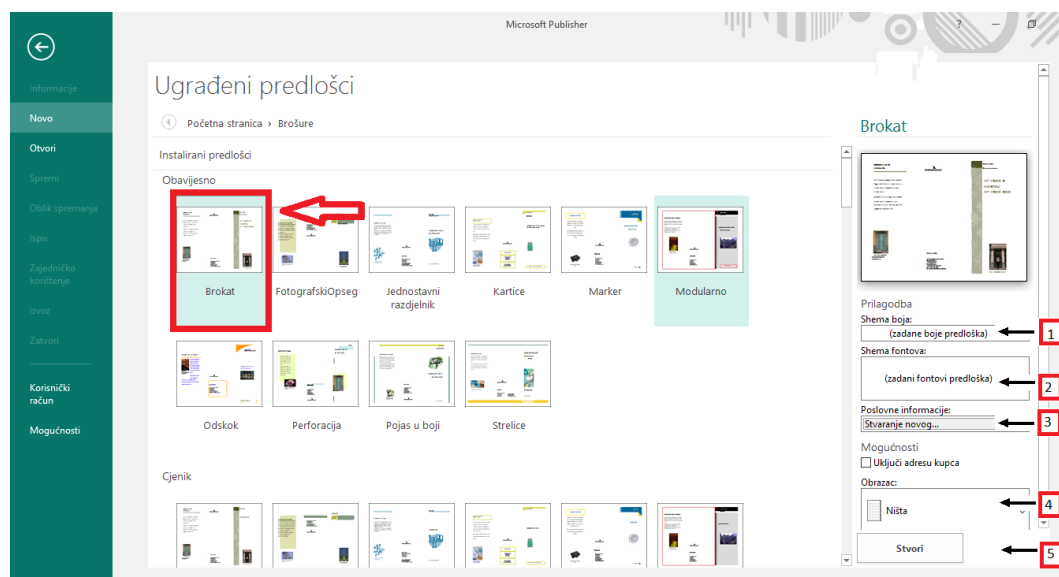 Microsoft Publisher
?
Informacije
Novo
Otvori
Spremi
Oblik spremanja
Ispis
Zajedničko
korištenje
Izvoz
Zatvori
Korisnički
račun
Mogućnosti
Ugrađeni predlošci
Početna stranica › Brošure
Instalirani predlošci
Obavijesno
Brokat
FotografskiOpseg
Jednostavni
razdjelnik
Kartice
Marker
Modularno
Odskok
Perforacija
Pojas u boji
Strelice
Cjenik
Brokat
Prilagodba
Shema boja:
(zadane boje predloška)
1
Shema fontova:
(zadani fontovi predloška)
2
Poslovne informacije:
Stvaranje novog...
3
Mogućnosti
Uključi adresu kupca
Obrazac:
Ništa
4
Stvori
5